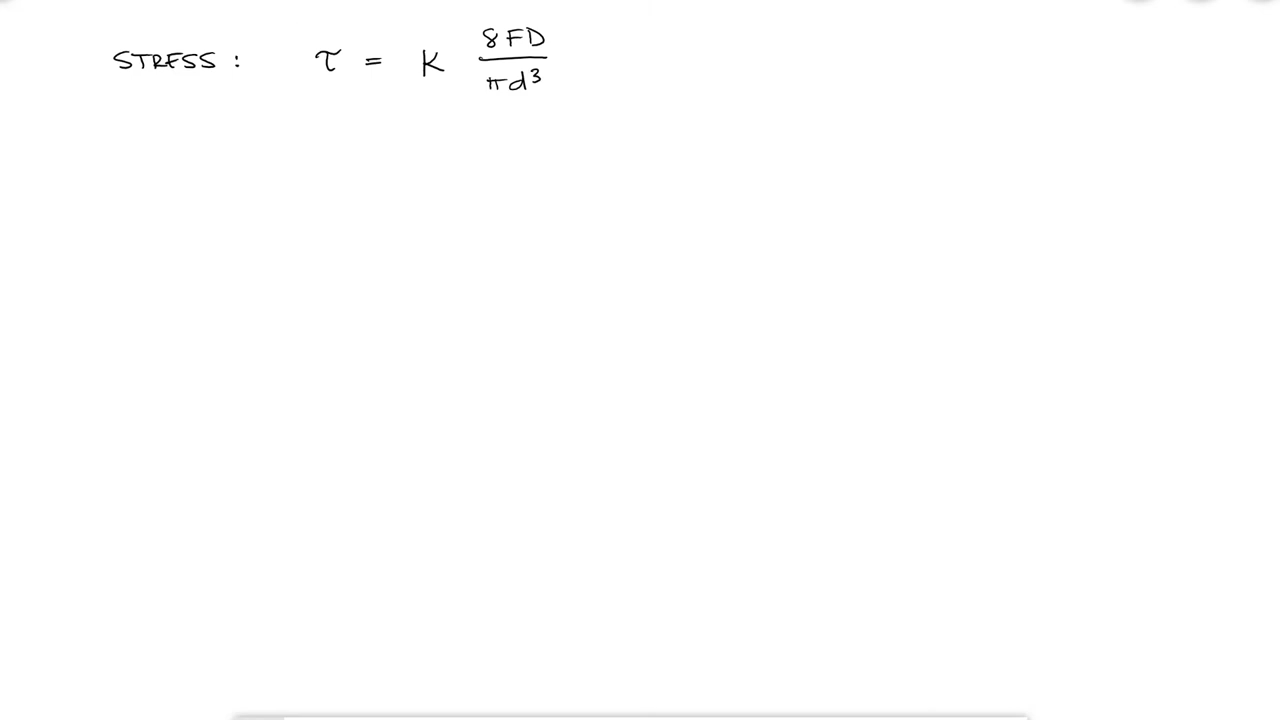 STRESS : τ = K 8FD / πd³